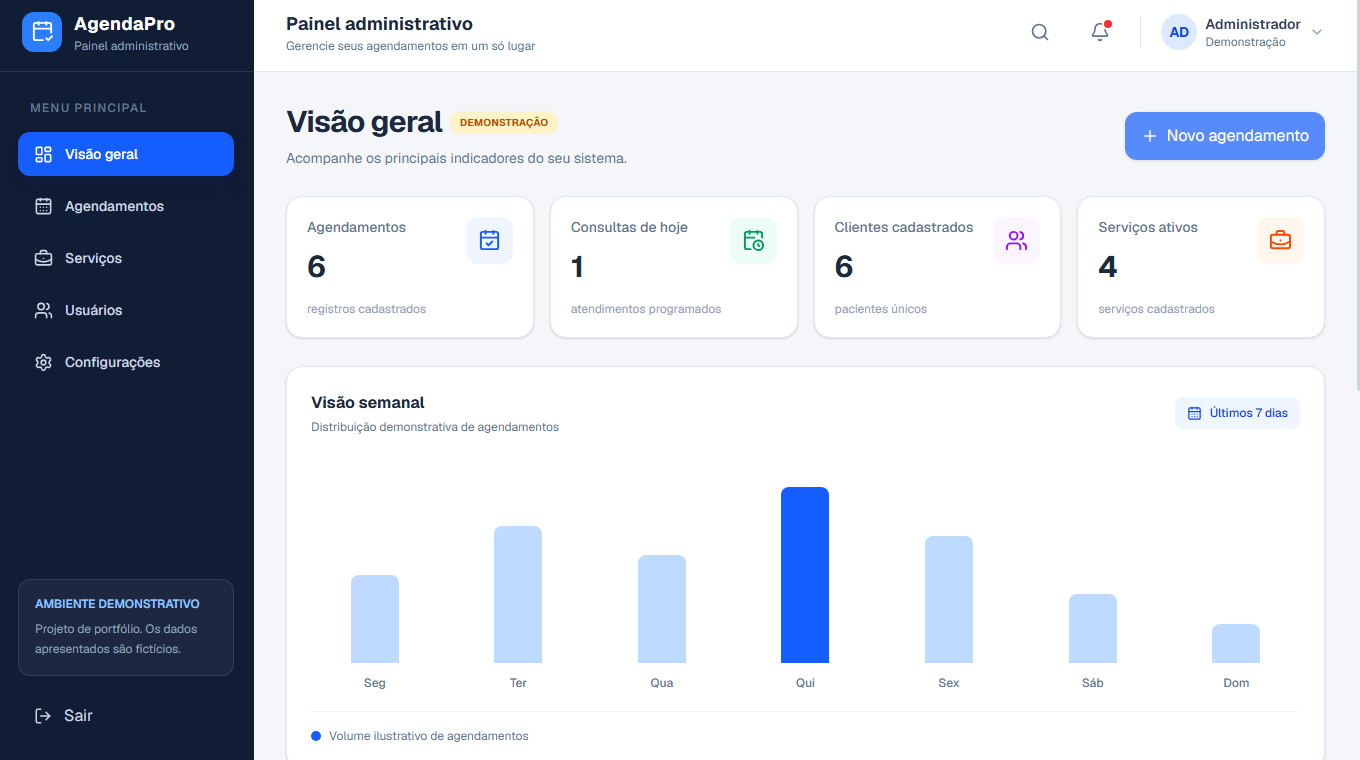 AgendaPro
Painel administrativo
MENU PRINCIPAL
Visão geral
Agendamentos
Serviços
Usuários
Configurações
AMBIENTE DEMONSTRATIVO
Projeto de portfólio. Os dados
apresentados são fictícios.
Sair
Painel administrativo
Gerencie seus agendamentos em um só lugar
AD
Administrador
Demonstração
Visão geral
DEMONSTRAÇÃO
Acompanhe os principais indicadores do seu sistema.
Novo agendamento
Agendamentos
6
registros cadastrados
Consultas de hoje
1
atendimentos programados
Clientes cadastrados
6
pacientes únicos
Serviços ativos
4
serviços cadastrados
Visão semanal
Distribuição demonstrativa de agendamentos
Últimos 7 dias
Seg
Ter
Qua
Qui
Sex
Sáb
Dom
Volume ilustrativo de agendamentos